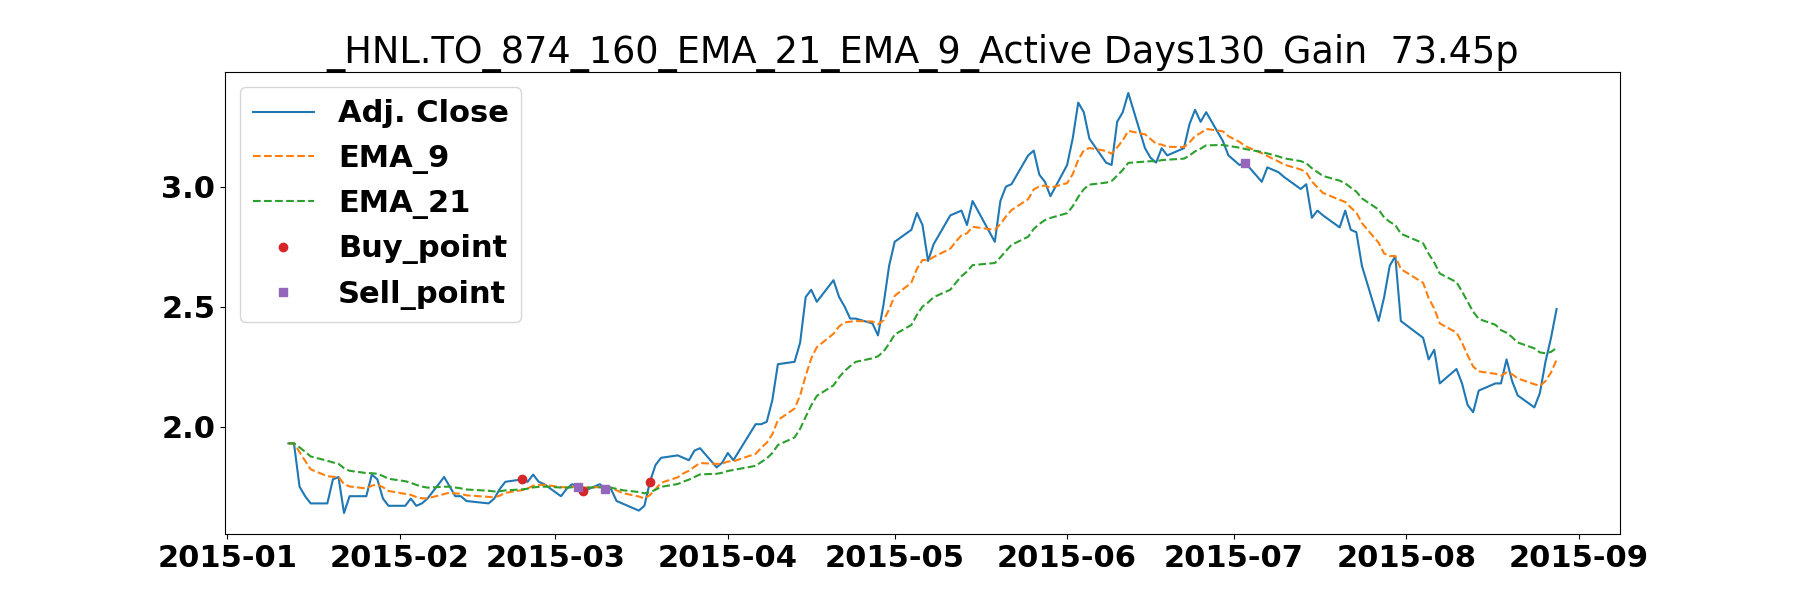 _HNL.TO_874_160_EMA_21_EMA_9_Active Days130_Gain  73.45p
Adj. Close
EMA_9
EMA_21
Buy_point
Sell_point
3.0
2.5
2.0
2015-01 2015-02 2015-03 2015-04 2015-05 2015-06 2015-07 2015-08 2015-09